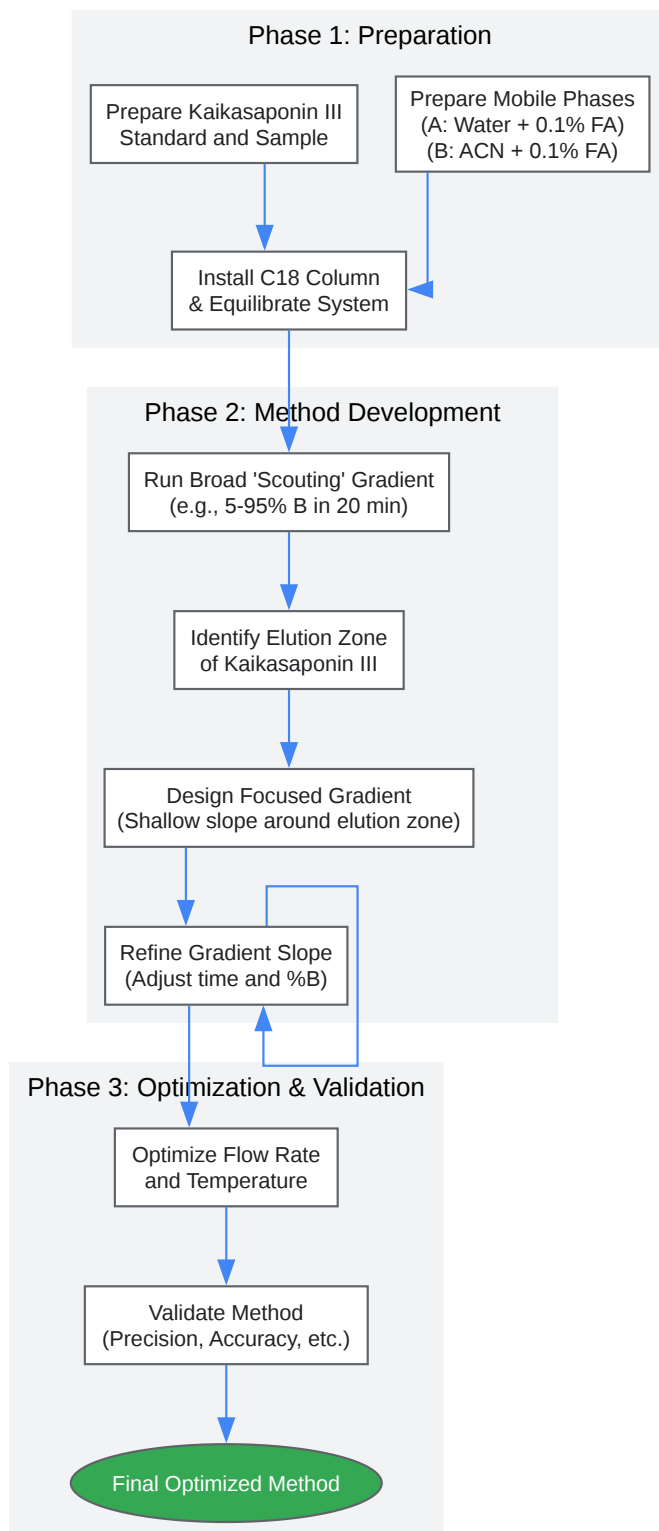 Phase 1: Preparation
Prepare Kaikasaponin III
Standard and Sample
Prepare Mobile Phases
(A: Water + 0.1% FA)
(B: ACN + 0.1% FA)
Install C18 Column
& Equilibrate System
Phase 2: Method Development
Run Broad 'Scouting' Gradient
(e.g., 5-95% B in 20 min)
Identify Elution Zone
of Kaikasaponin III
Design Focused Gradient
(Shallow slope around elution zone)
Refine Gradient Slope
(Adjust time and %B)
Phase 3: Optimization & Validation
Optimize Flow Rate
and Temperature
Validate Method
(Precision, Accuracy, etc.)
Final Optimized Method